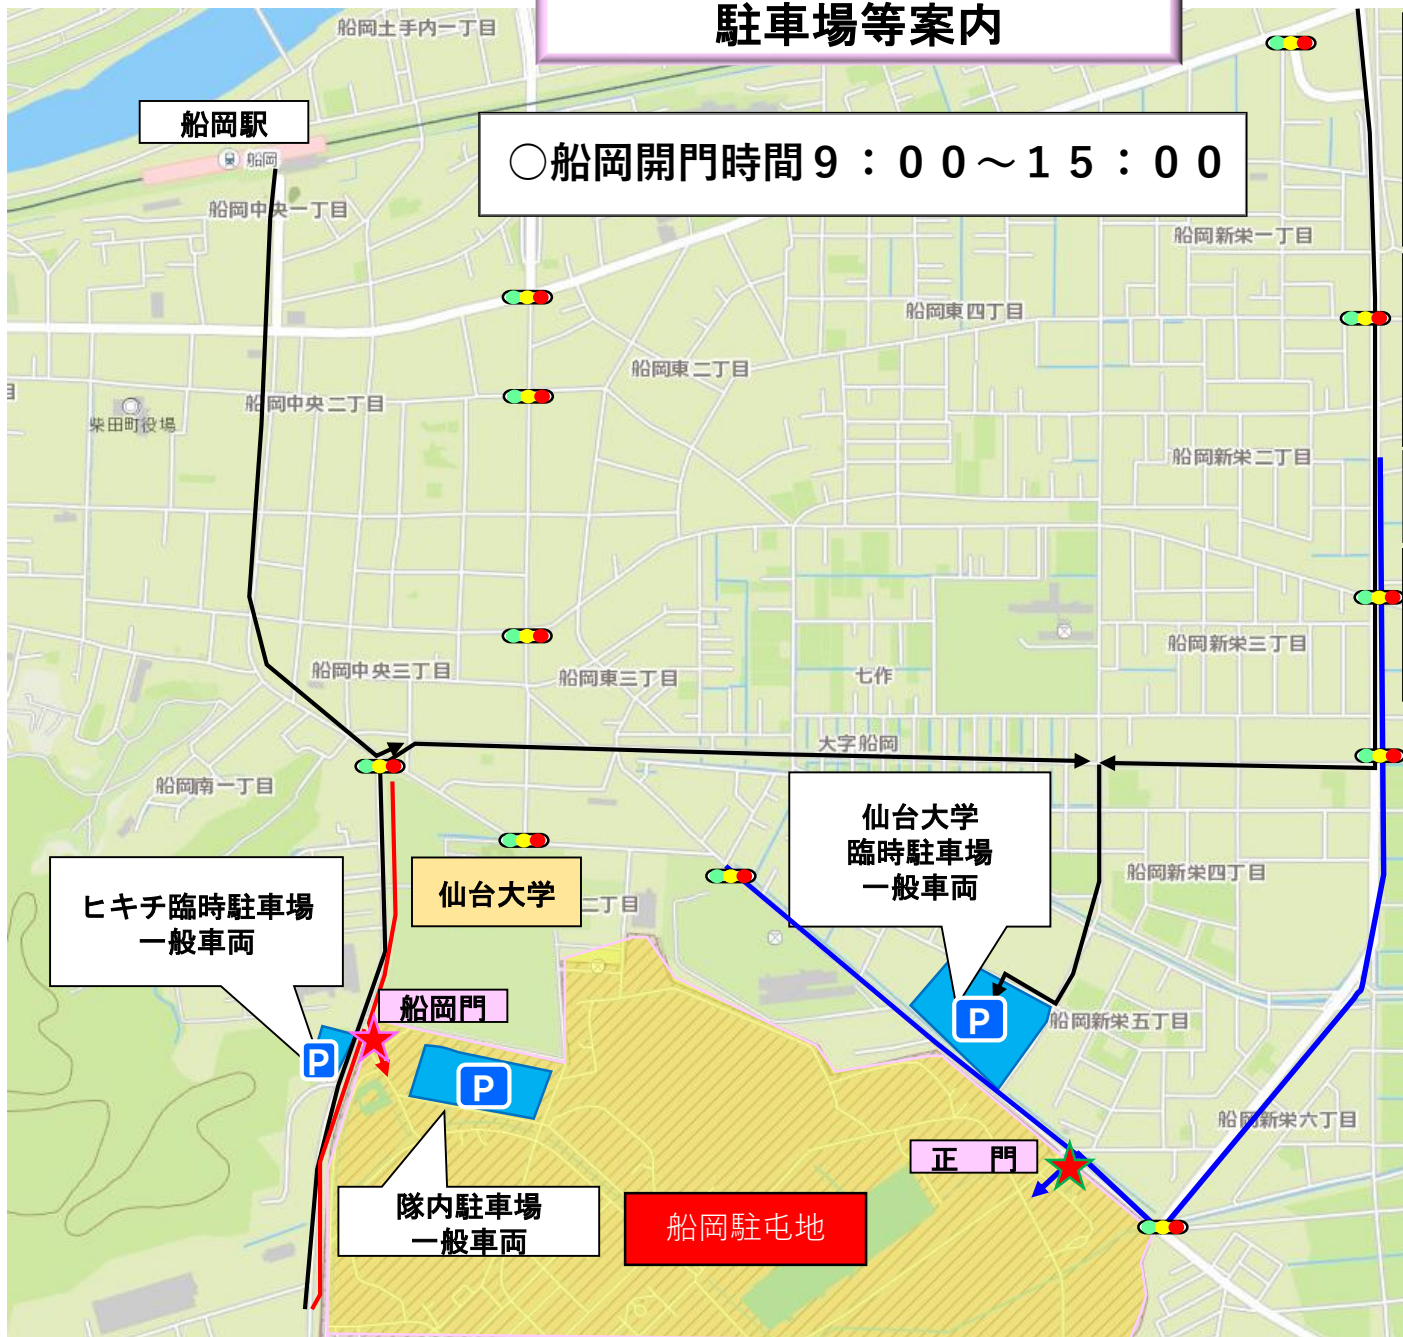 駐車場等案内
船岡土手内一丁目
船岡駅
船岡
○船岡開門時間９：００～１５：００
船岡中央一丁目
船岡新栄一丁目
船岡東四丁目
船岡東二丁目
船岡中央二丁目
目
柴田町役場
船岡新栄二丁目
船岡中央三丁目
船岡東三丁目
七作
船岡新栄三丁目
大字船岡
船岡南一丁目
仙台大学
臨時駐車場
一般車両
船岡新栄四丁目
仙台大学
二丁目
ヒキチ臨時駐車場
一般車両
船岡門
P
船岡新栄五丁目
P
P
船岡新栄六丁目
正　門
隊内駐車場
一般車両
船岡駐屯地